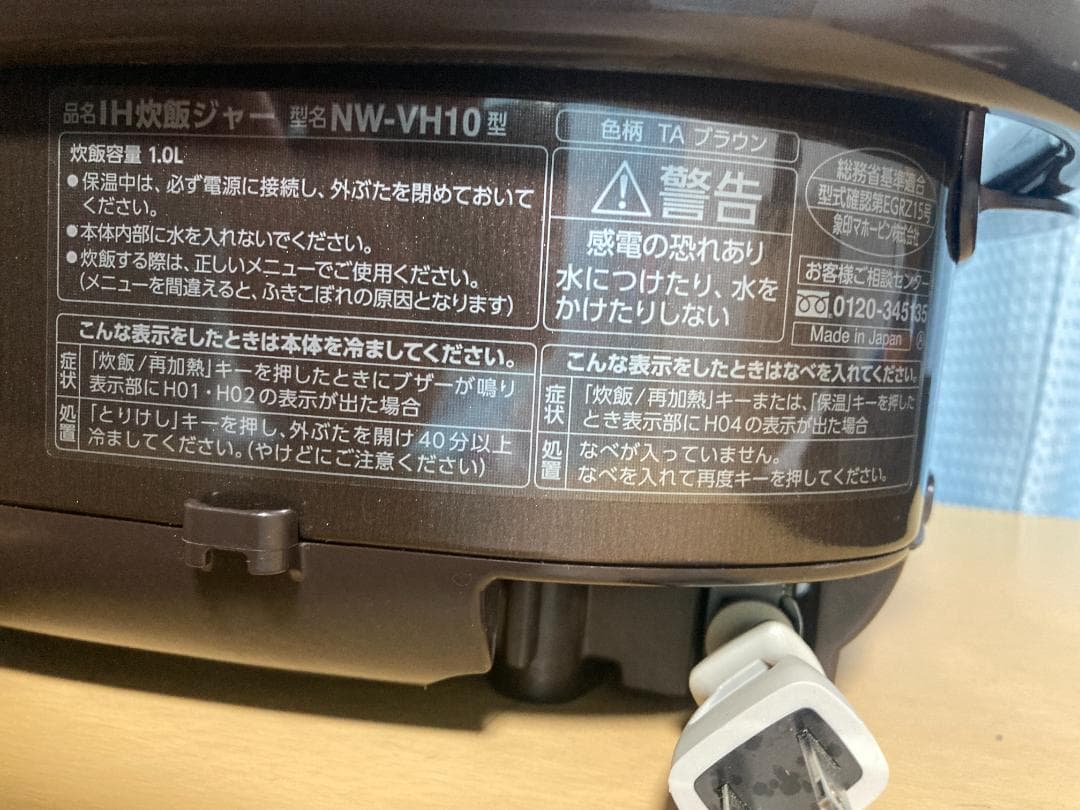 品名 IH炊飯ジャー 型名 NW-VH10型
炊飯容量 1.0L
●保温中は、必ず電源に接続し、外ぶたを閉めておいて
ください。
●本体内部に水を入れないでください。
●炊飯する際は、正しいメニューでご使用ください。
(メニューを間違えると、ふきこぼれの原因となります)
色柄 TA ブラウン
警告
感電の恐れあり
水につけたり、水を
かけたりしない
総務省基準適合
型式確認第EGRZ15号
象印マホービン株式会社
お客様ご相談センター
0120-345135
Made in Japan Ⓐ
こんな表示をしたときは本体を冷ましてください。
症状 「炊飯/再加熱」キーを押したときにブザーが鳴り
表示部にH01・H02の表示が出た場合
処置 「とりけし」キーを押し、外ぶたを開け40分以上
冷ましてください。(やけどにご注意ください)
こんな表示をしたときはなべを入れてください。
症状 「炊飯/再加熱」キーまたは、「保温」キーを押した
とき表示部にH04の表示が出た場合
処置 なべが入っていません。
なべを入れて再度キーを押してください。